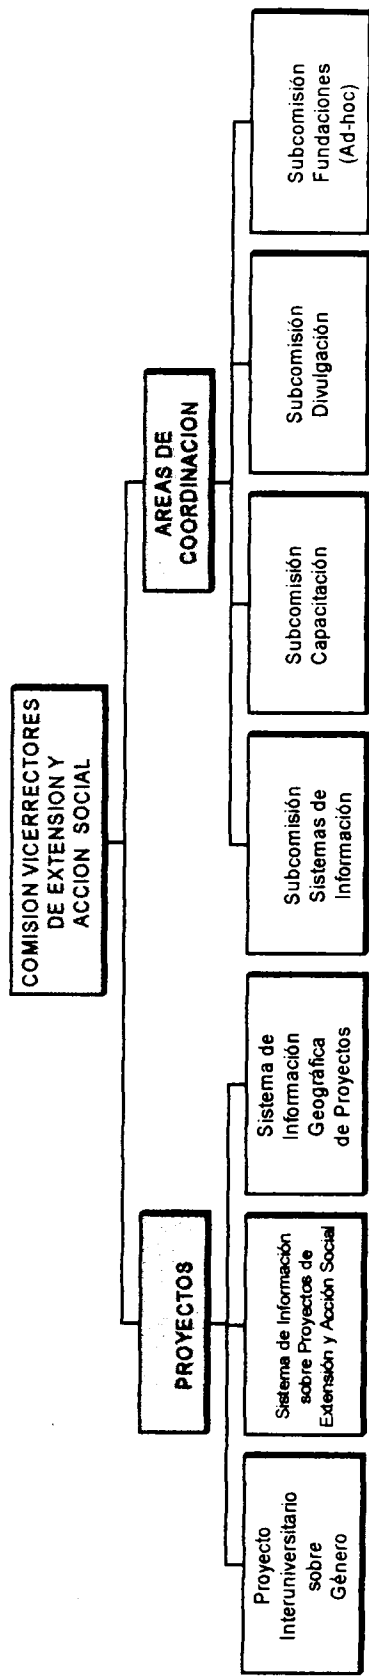 COMISION VICERRECTORES
DE EXTENSION Y
ACCION SOCIAL
PROYECTOS
AREAS DE
COORDINACION
Proyecto
Interuniversitario
sobre
Género
Sistema de Información
sobre Proyectos de
Extensión y Acción Social
Sistema de
Información
Geográfica
de Proyectos
Subcomisión
Sistemas de
Información
Subcomisión
Capacitación
Subcomisión
Divulgación
Subcomisión
Fundaciones
(Ad-hoc)